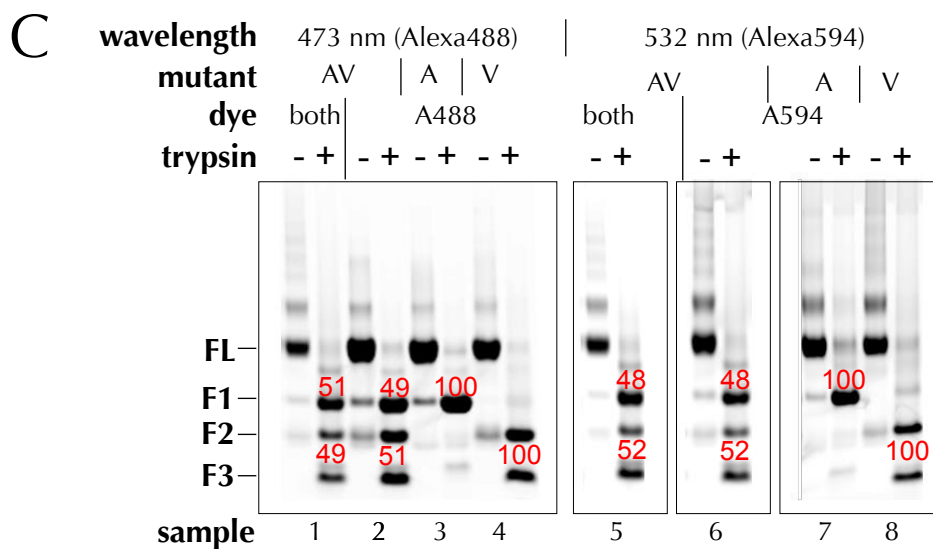 C
wavelength 473 nm (Alexa488) | 532 nm (Alexa594)
mutant AV | A | V AV | A | V
dye both A488 both A594
trypsin - + - + - + - + - + - + - + - +
FL
51 49 100 48 48 100
F1
F2
49 51 100 52 52 100
F3
sample 1 2 3 4 5 6 7 8